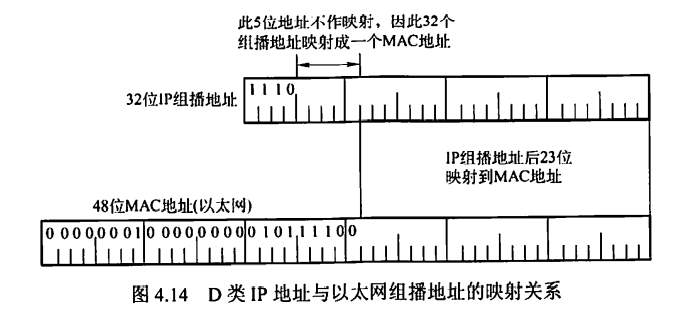 此5位地址不作映射，因此32个
组播地址映射成一个MAC地址
32位IP组播地址
1 1 1 0
IP组播地址后23位
映射到MAC地址
48位MAC地址(以太网)
0 0 0 0 0 0 0 1 0 0 0 0 0 0 0 0 0 1 0 1 1 1 1 0 0
图 4.14 D 类 IP 地址与以太网组播地址的映射关系